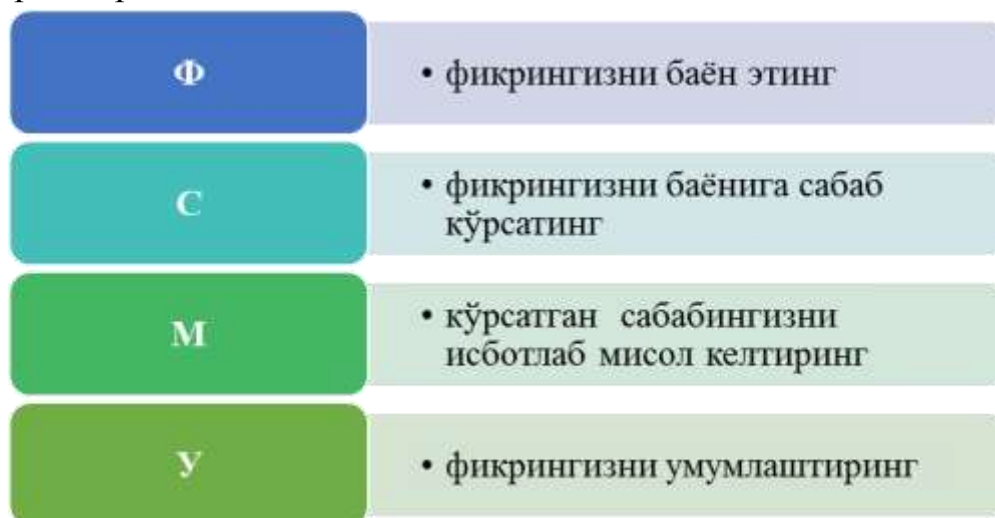 Ф
• фикрингизни баён этинг
С
• фикрингизни баёнига сабаб
кўрсатинг
М
• кўрсатган сабабингизни
исботлаб мисол келтиринг
У
• фикрингизни умумлаштиринг